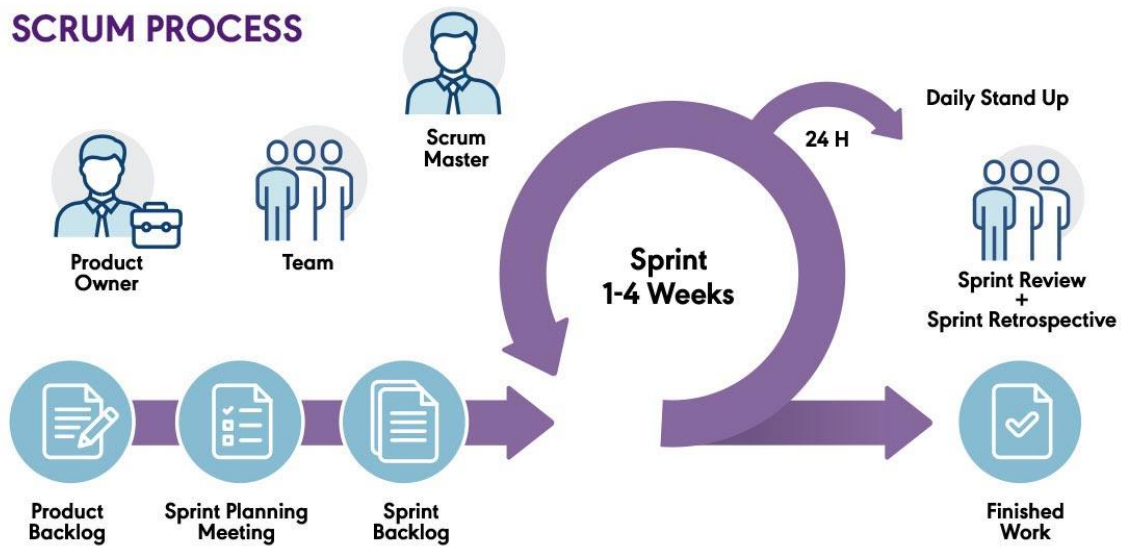 SCRUM PROCESS
Scrum
Master
Product
Owner
Team
24 H
Daily Stand Up
Sprint
1-4 Weeks
Sprint Review
+
Sprint Retrospective
Product
Backlog
Sprint Planning
Meeting
Sprint
Backlog
Finished
Work